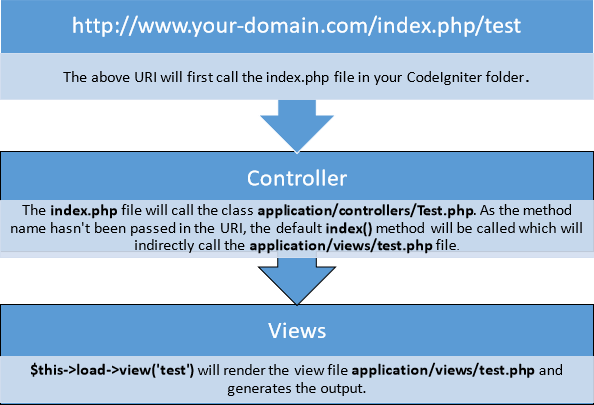 http://www.your-domain.com/index.php/test
The above URI will first call the index.php file in your CodeIgniter folder.
Controller
The index.php file will call the class application/controllers/Test.php. As the method
name hasn't been passed in the URI, the default index() method will be called which will
indirectly call the application/views/test.php file.
Views
$this->load->view('test') will render the view file application/views/test.php and
generates the output.